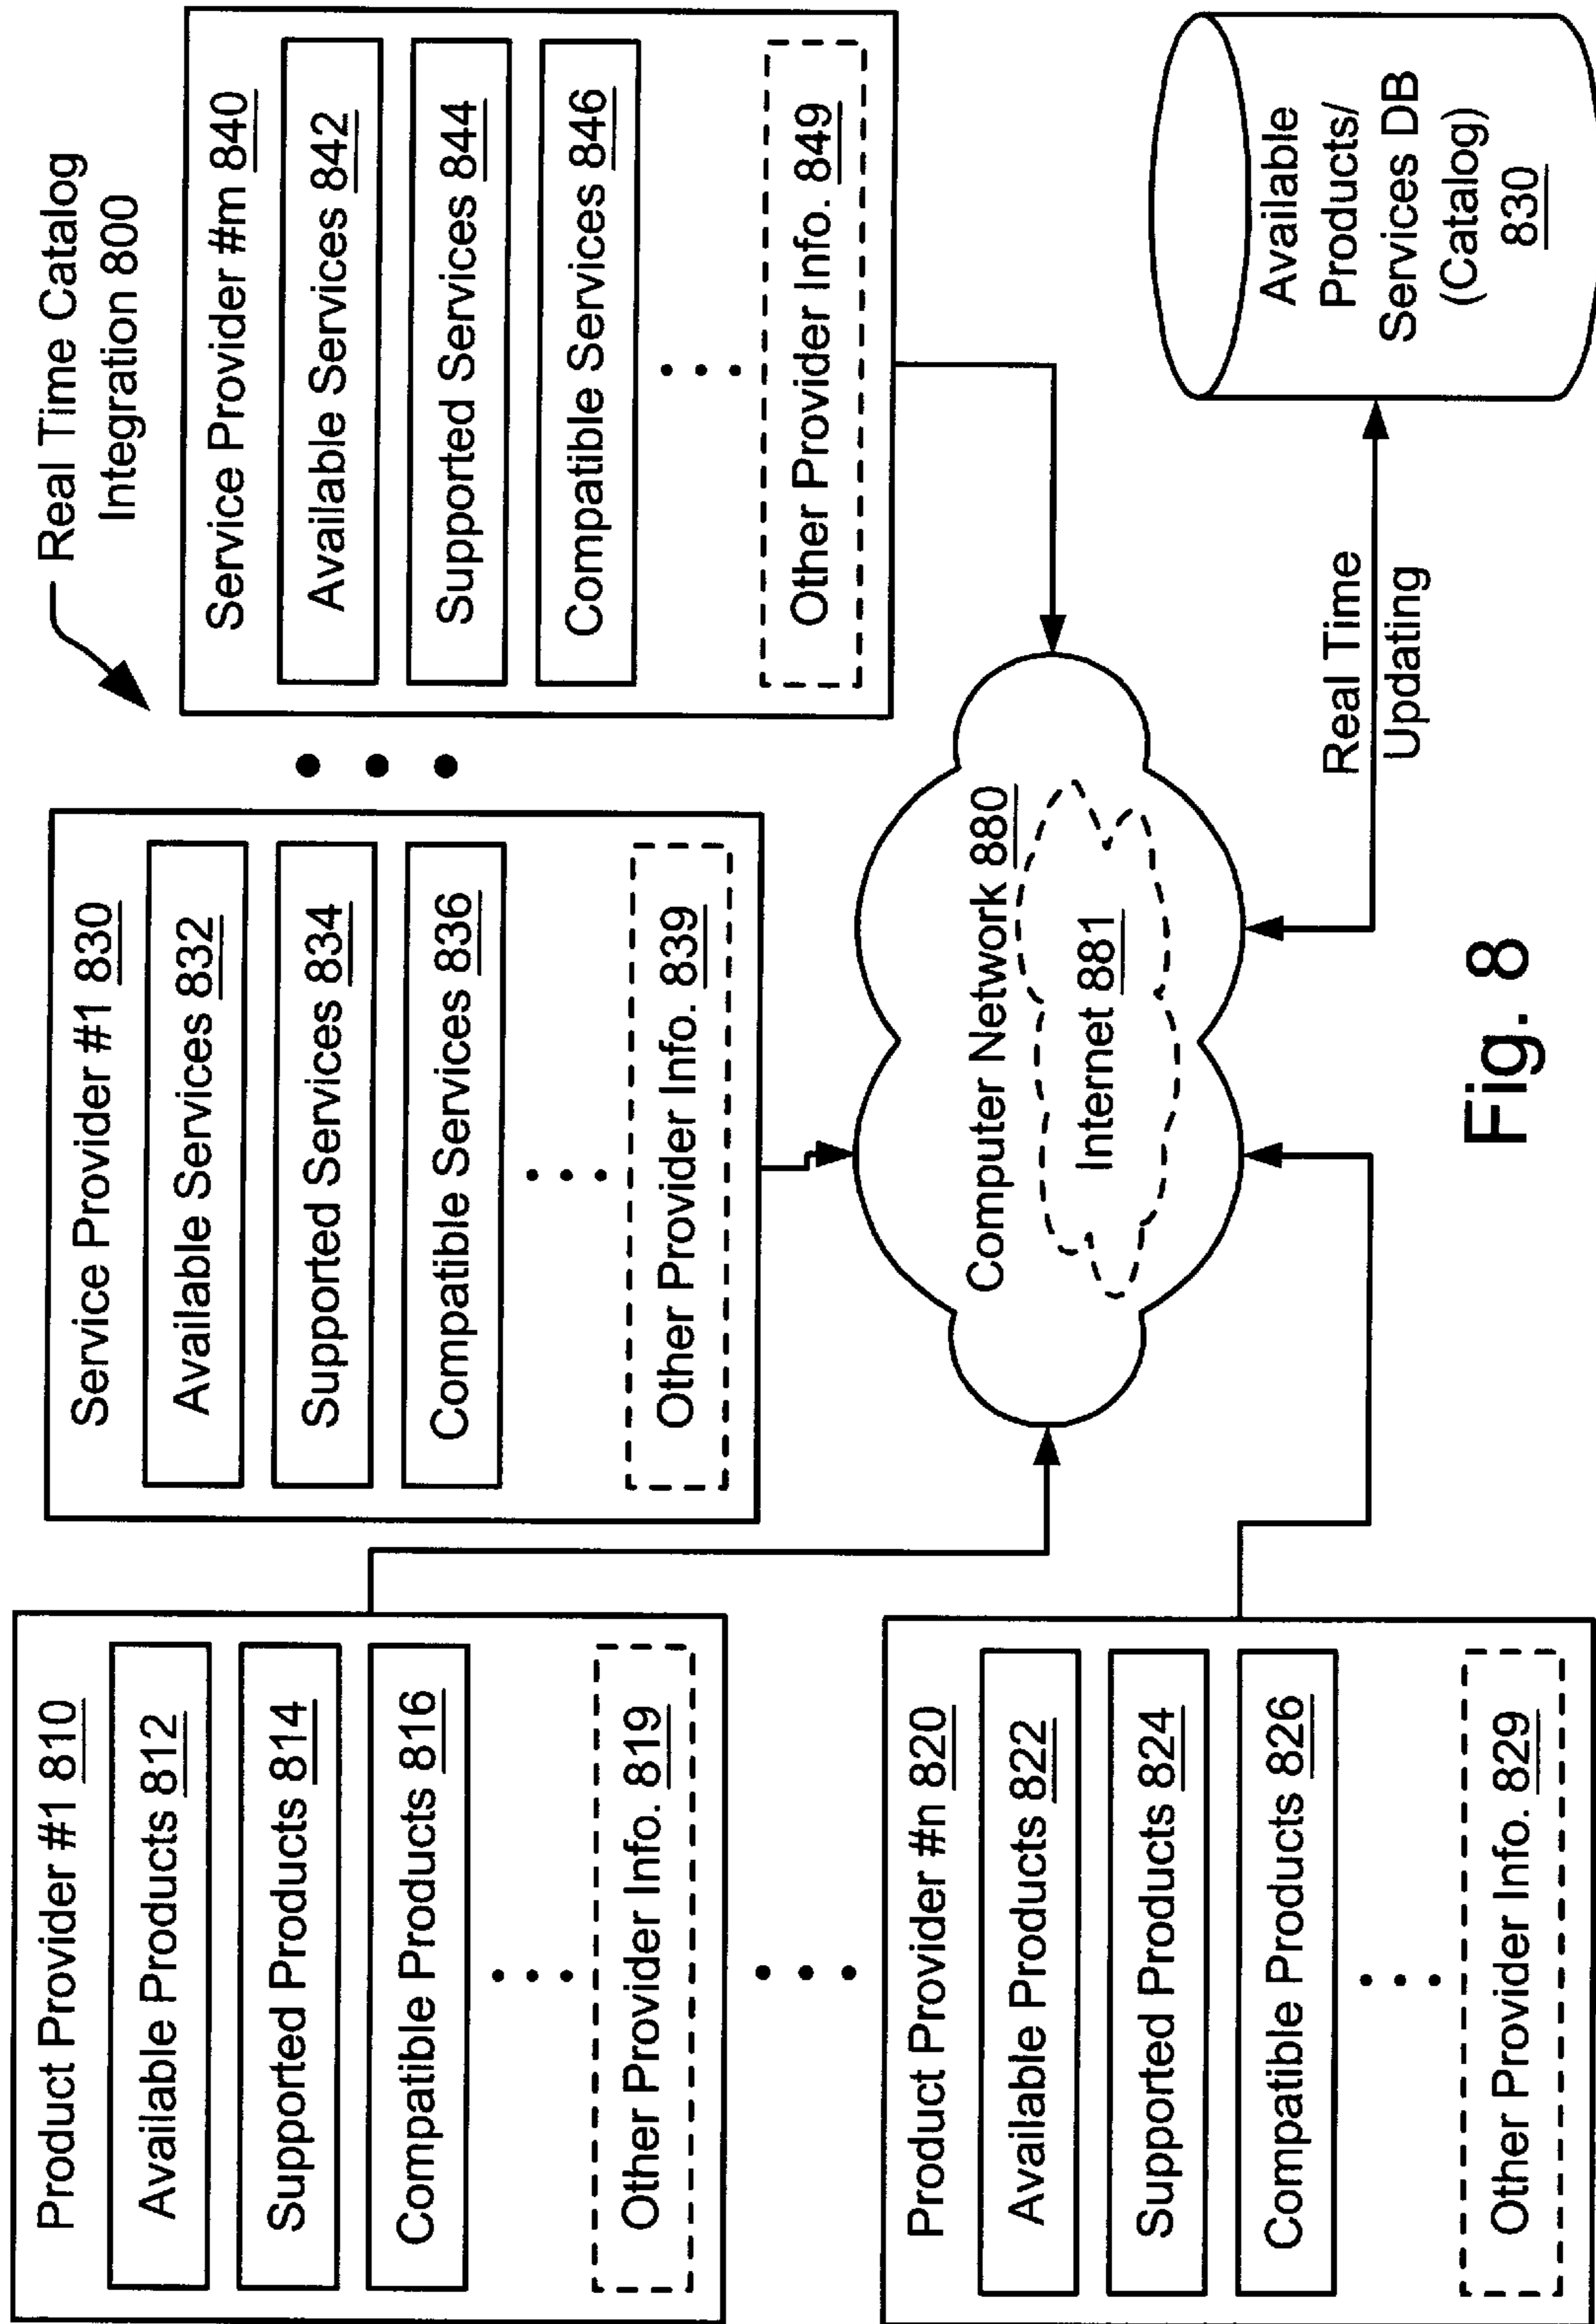 Real Time Catalog
Integration 800
Product Provider #1 810
Available Products 812
Supported Products 814
Compatible Products 816
Other Provider Info. 819
Product Provider #n 820
Available Products 822
Supported Products 824
Compatible Products 826
Other Provider Info. 829
Service Provider #1 830
Available Services 832
Supported Services 834
Compatible Services 836
Other Provider Info. 839
Service Provider #m 840
Available Services 842
Supported Services 844
Compatible Services 846
Other Provider Info. 849
Computer Network 880
Internet 881
Real Time
Updating
Available
Products/
Services DB
(Catalog)
830
Fig. 8